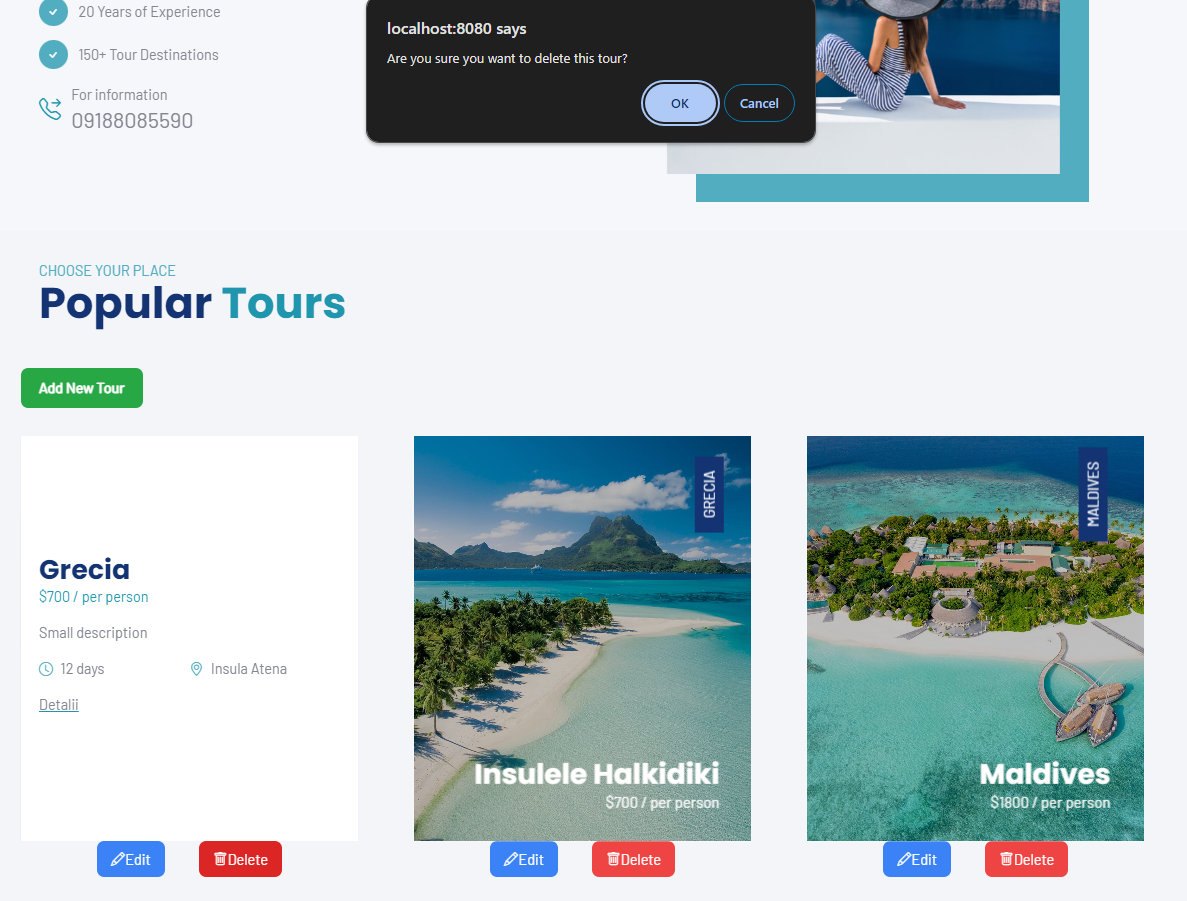 20 Years of Experience
150+ Tour Destinations
For information
09188085590
localhost:8080 says
Are you sure you want to delete this tour?
OK
Cancel
CHOOSE YOUR PLACE
Popular Tours
Add New Tour
Grecia
$700 / per person
Small description
12 days
Insula Atena
Detalii
Edit
Delete
GRECIA
Insulele Halkidiki
$700 / per person
Edit
Delete
MALDIVES
Maldives
$1800 / per person
Edit
Delete